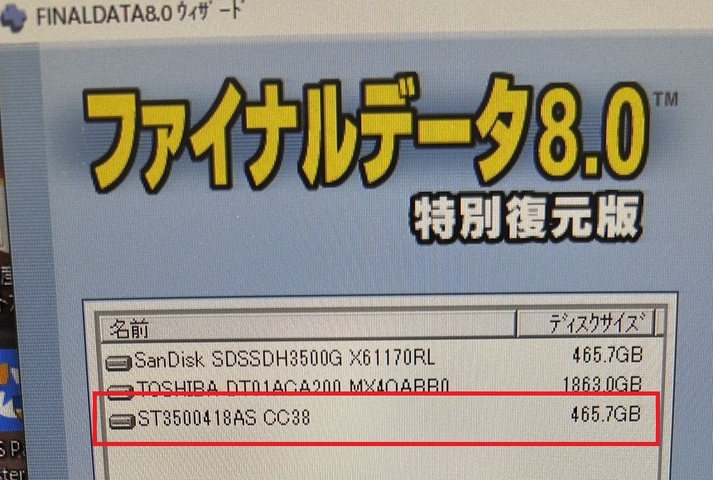 FINALDATA8.0 ｳｨｻﾞｰﾄﾞ
ファイナルデータ8.0™
特別復元版
名前 ﾃﾞｨｽｸｻｲｽﾞ
SanDisk SDSSDH3500G X61170RL 465.7GB
TOSHIBA DT01ACA200 MX4OABB0 1863.0GB
ST3500418AS CC38 465.7GB